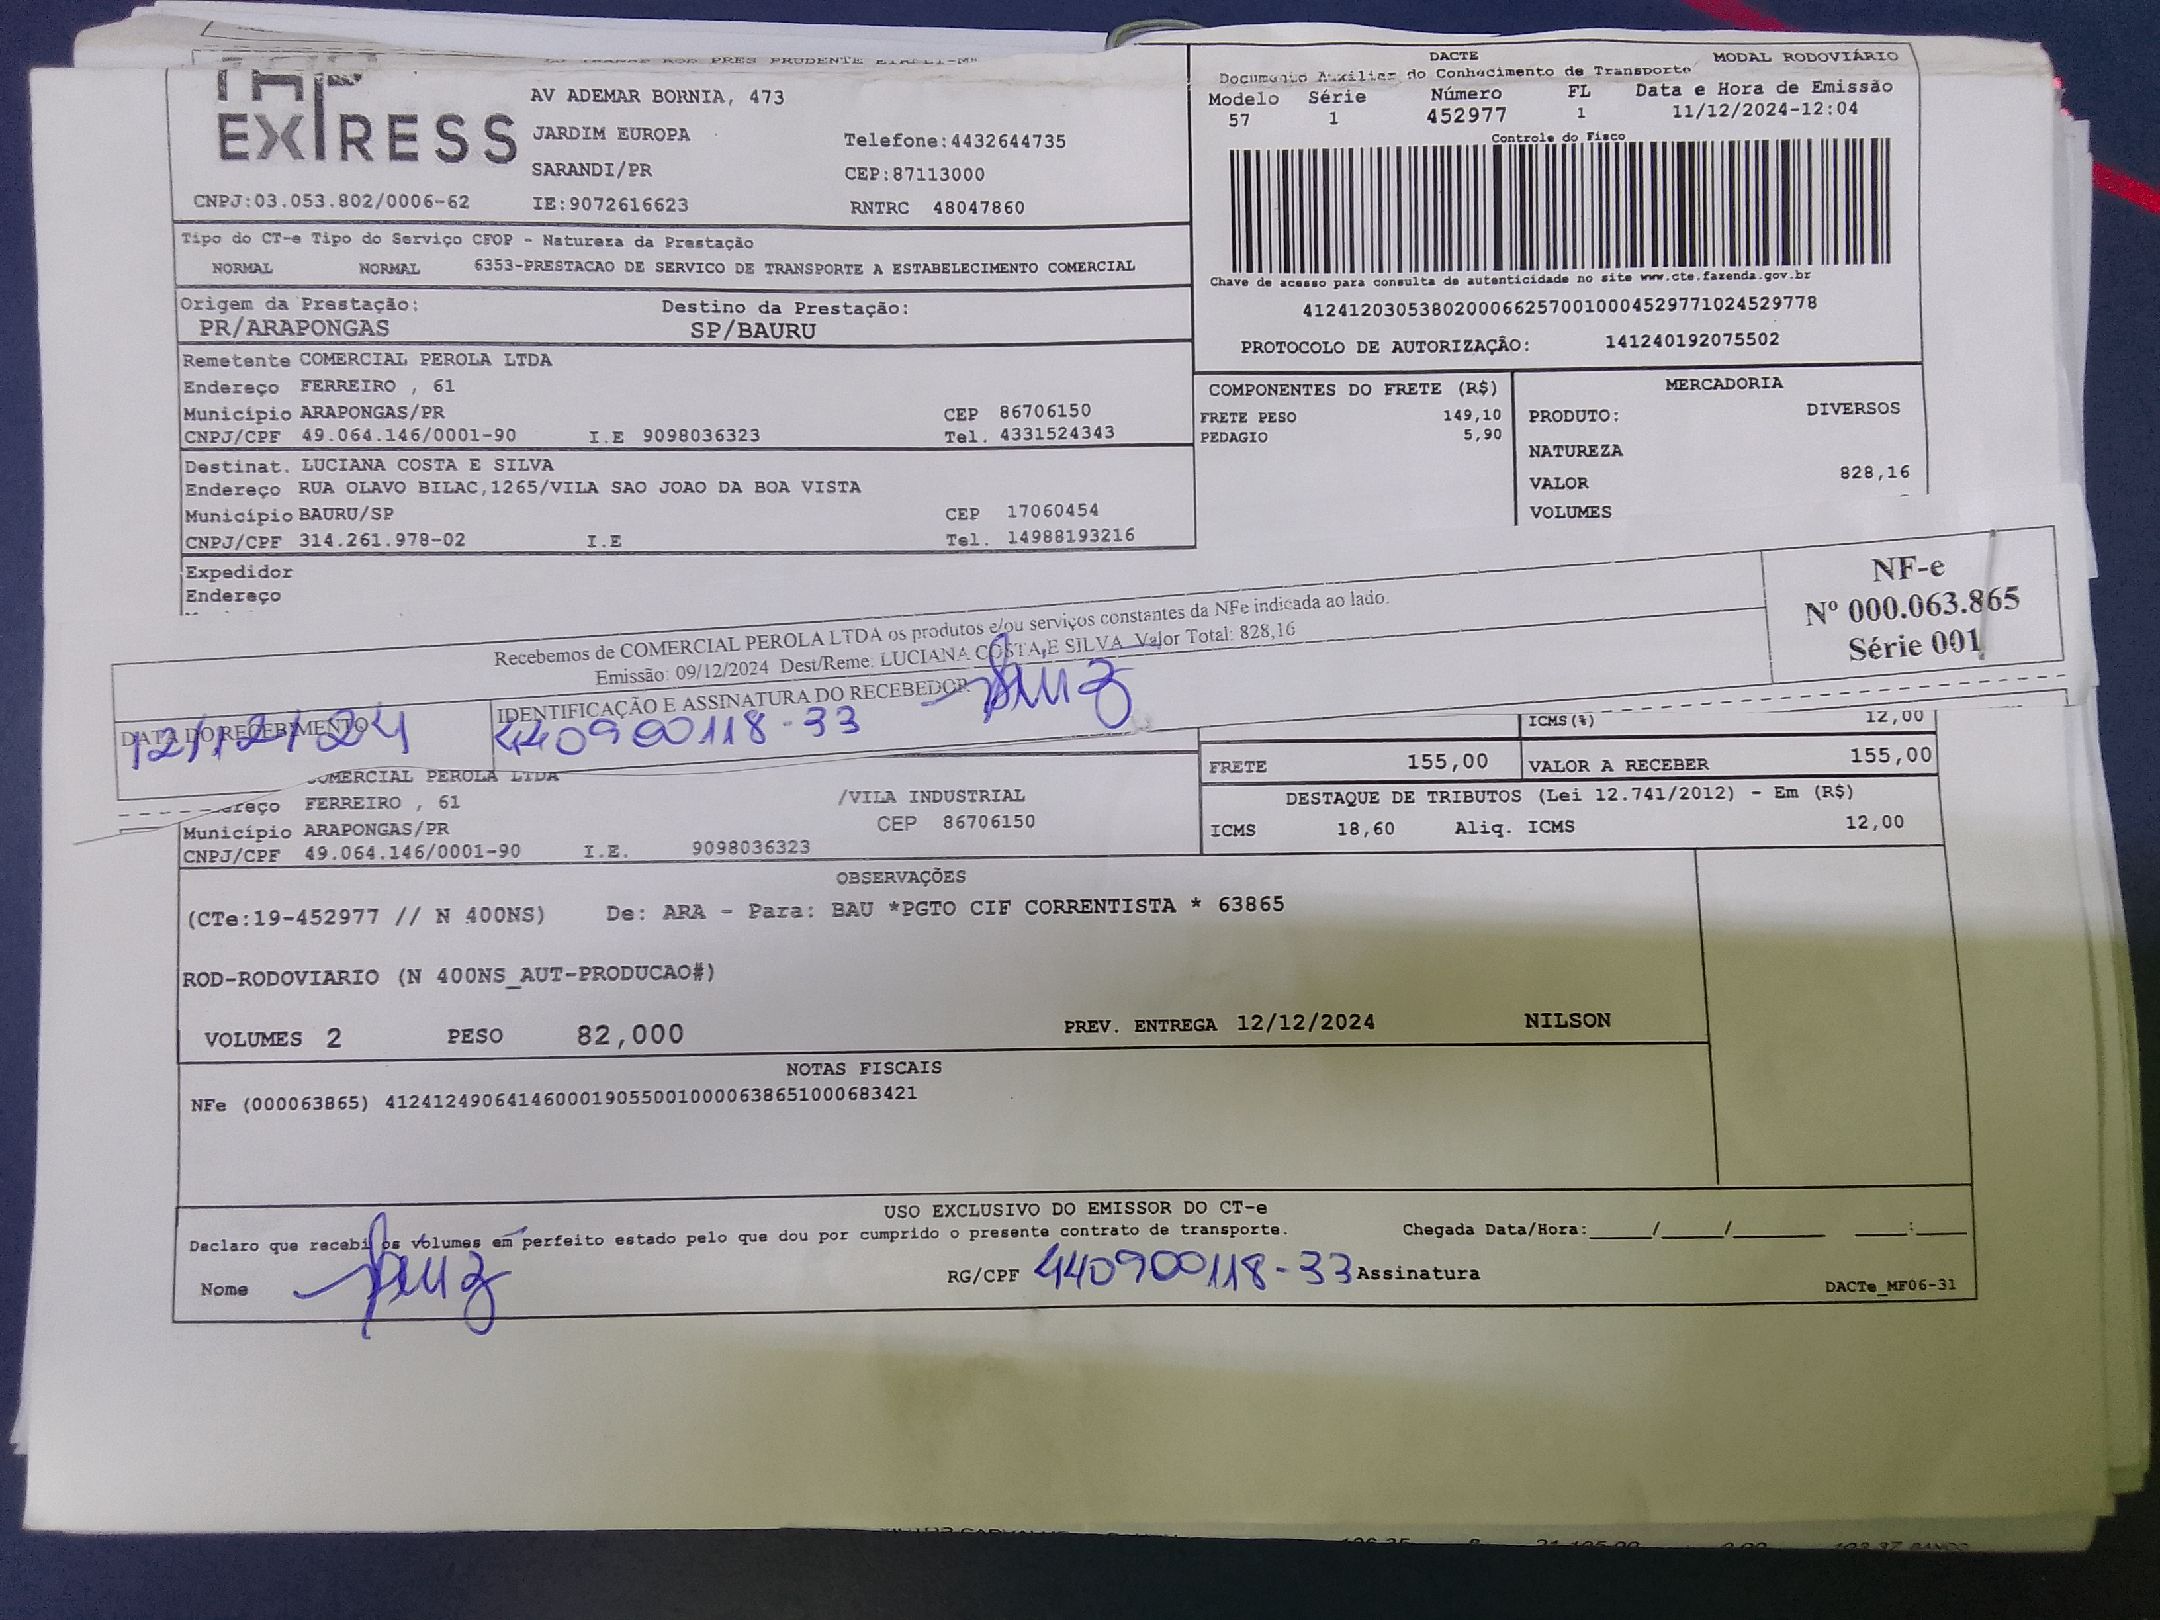 EXPRESS
AV ADEMAR BORNIA, 473
JARDIM EUROPA
Telefone:4432644735
SARANDI/PR
CEP:87113000
CNPJ:03.053.802/0006-62
IE:9072616623
RNTRC 48047860
DACTE
MODAL RODOVIÁRIO
Documento Auxiliar do Conhecimento de Transporte
Modelo Série Número FL Data e Hora de Emissão
57 1 452977 1 11/12/2024-12:04
Controle do Fisco
Chave de acesso para consulta de autenticidade no site www.cte.fazenda.gov.br
41241203053802000662570010004529771024529778
PROTOCOLO DE AUTORIZAÇÃO: 141240192075502
Tipo do CT-e Tipo do Serviço CFOP - Natureza da Prestação
NORMAL NORMAL 6353-PRESTACAO DE SERVICO DE TRANSPORTE A ESTABELECIMENTO COMERCIAL
Origem da Prestação: Destino da Prestação:
PR/ARAPONGAS SP/BAURU
Remetente COMERCIAL PEROLA LTDA
Endereço FERREIRO , 61
Município ARAPONGAS/PR CEP 86706150
CNPJ/CPF 49.064.146/0001-90 I.E 9098036323 Tel. 4331524343
Destinat. LUCIANA COSTA E SILVA
Endereço RUA OLAVO BILAC,1265/VILA SAO JOAO DA BOA VISTA
Município BAURU/SP CEP 17060454
CNPJ/CPF 314.261.978-02 I.E Tel. 14988193216
Expedidor
Endereço
COMPONENTES DO FRETE (R$)
FRETE PESO 149,10
PEDAGIO 5,90
MERCADORIA
PRODUTO: DIVERSOS
NATUREZA
VALOR 828,16
VOLUMES
Recebemos de COMERCIAL PEROLA LTDA os produtos e/ou serviços constantes da NFe indicada ao lado.
Emissão: 09/12/2024 Dest/Reme: LUCIANA COSTA E SILVA Valor Total: 828,16
NF-e
Nº 000.063.865
Série 001
DATA DO RECEBIMENTO
12/12/24
IDENTIFICAÇÃO E ASSINATURA DO RECEBEDOR
440900118-33
ICMS(%) 12,00
FRETE 155,00 VALOR A RECEBER 155,00
DESTAQUE DE TRIBUTOS (Lei 12.741/2012) - Em (R$)
ICMS 18,60 Aliq. ICMS 12,00
COMERCIAL PEROLA LTDA
FERREIRO , 61 /VILA INDUSTRIAL
Município ARAPONGAS/PR CEP 86706150
CNPJ/CPF 49.064.146/0001-90 I.E. 9098036323
OBSERVAÇÕES
(CTe:19-452977 // N 400NS) De: ARA - Para: BAU *PGTO CIF CORRENTISTA * 63865
ROD-RODOVIARIO (N 400NS_AUT-PRODUCAO#)
VOLUMES 2 PESO 82,000 PREV. ENTREGA 12/12/2024 NILSON
NOTAS FISCAIS
NFe (000063865) 41241249064146000190550010000638651000683421
USO EXCLUSIVO DO EMISSOR DO CT-e
Declaro que recebi os volumes em perfeito estado pelo que dou por cumprido o presente contrato de transporte. Chegada Data/Hora:____/____/______ ____:____
Nome RG/CPF 440900118-33 Assinatura
DACTe_MF06-31